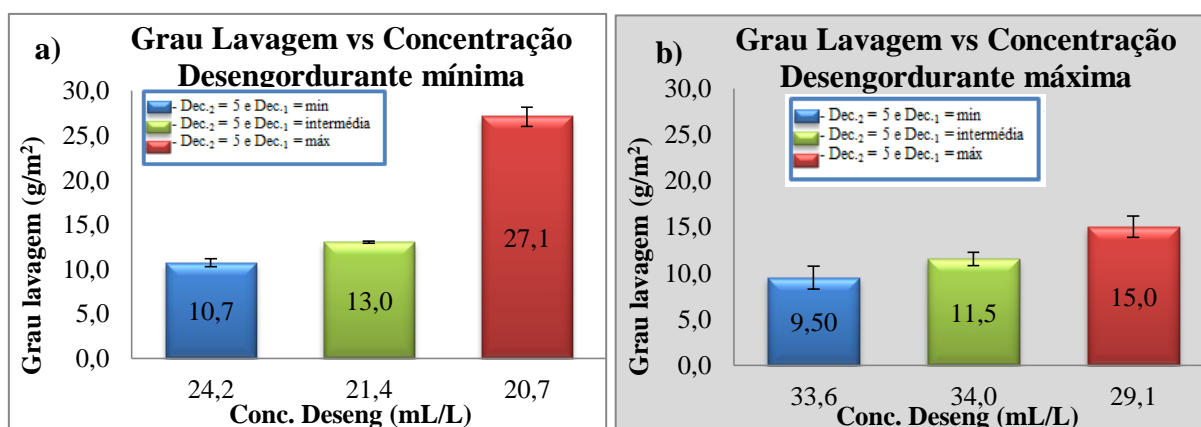 a)
Grau Lavagem vs Concentração
Desengordurante mínima
Grau lavagem (g/m²)
30,0
25,0
20,0
15,0
10,0
5,0
0,0
- Dec.₂ = 5 e Dec.₁ = min
- Dec.₂ = 5 e Dec.₁ = intermédia
- Dec.₂ = 5 e Dec.₁ = máx
10,7
13,0
27,1
24,2 21,4 20,7
Conc. Deseng (mL/L)
b)
Grau Lavagem vs Concentração
Desengordurante máxima
Grau lavagem (g/m²)
30,0
25,0
20,0
15,0
10,0
5,0
0,0
- Dec.₂ = 5 e Dec.₁ = min
- Dec.₂ = 5 e Dec.₁ = intermédia
- Dec.₂ = 5 e Dec.₁ = máx
9,50
11,5
15,0
33,6 34,0 29,1
Conc. Deseng (mL/L)